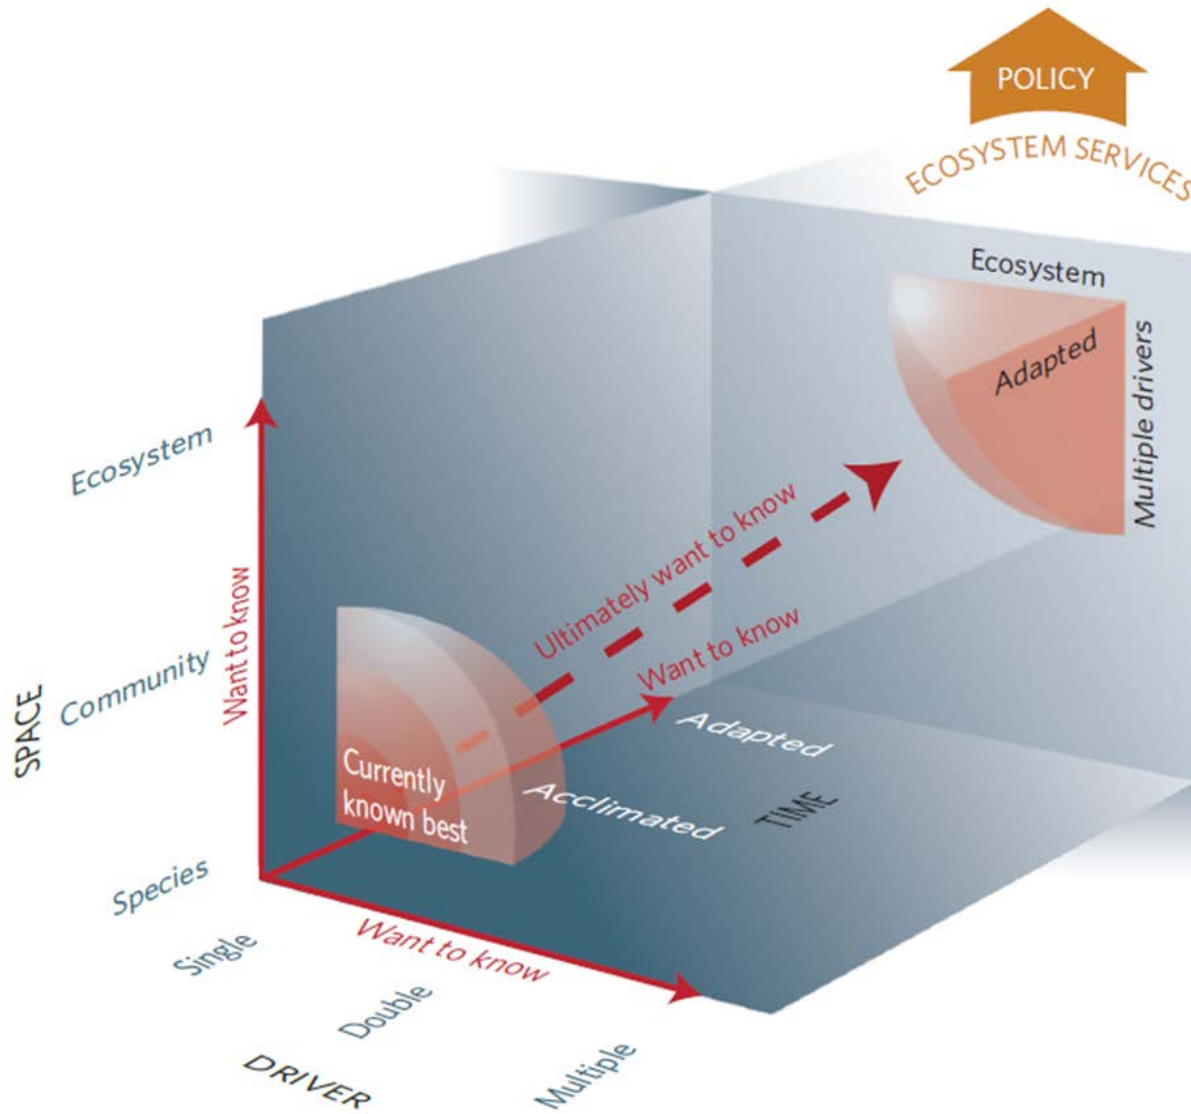 POLICY
ECOSYSTEM SERVICES
Ecosystem
Adapted
Multiple drivers
Ecosystem
Ultimately want to know
Want to know
Want to know
Community
SPACE
Adapted
Currently
known best
Acclimated
TIME
Species
Single
Want to know
Double
Multiple
DRIVER